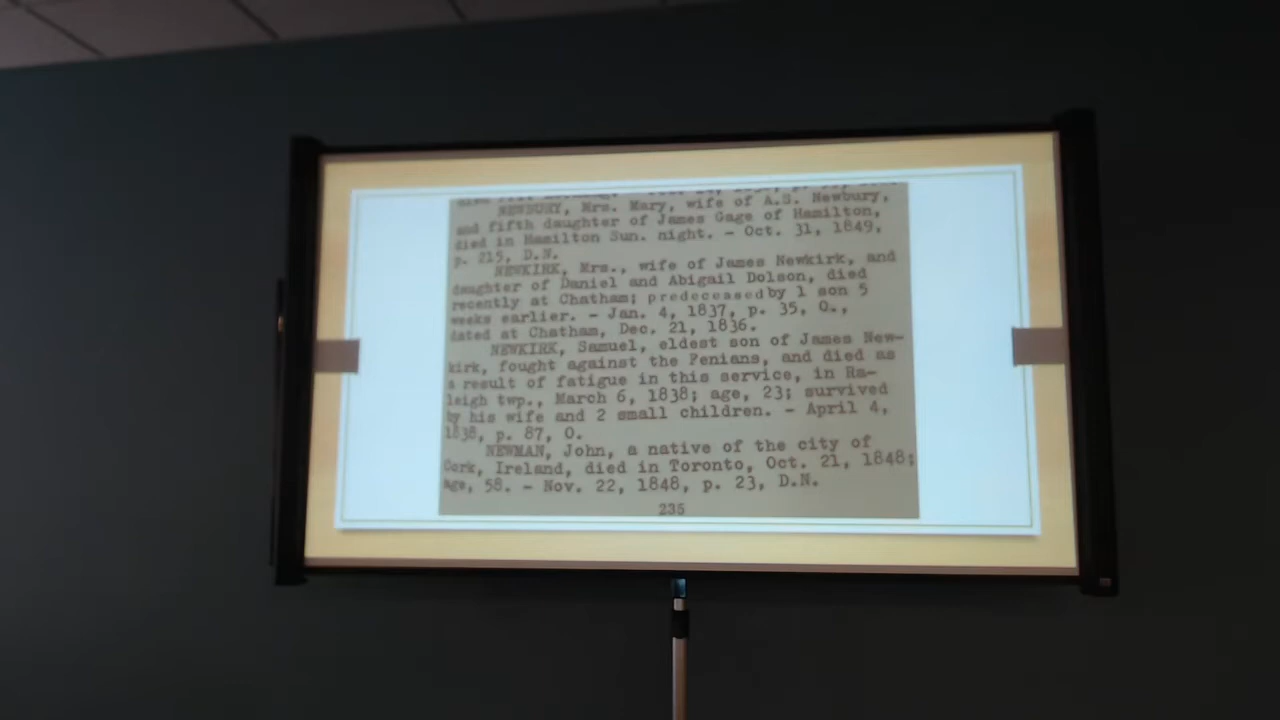 NEWBURY, Mrs. Mary, wife of A.S. Newbury,
and fifth daughter of James Gage of Hamilton,
died in Hamilton Sun. night. - Oct. 31, 1849,
p. 215, D.N.
NEWKIRK, Mrs., wife of James Newkirk, and
daughter of Daniel and Abigail Dolson, died
recently at Chatham; predeceased by 1 son 5
weeks earlier. - Jan. 4, 1837, p. 35, O.,
dated at Chatham, Dec. 21, 1836.
NEWKIRK, Samuel, eldest son of James New-
kirk, fought against the Fenians, and died as
a result of fatigue in this service, in Ra-
leigh twp., March 6, 1838; age, 23; survived
by his wife and 2 small children. - April 4,
1838, p. 87, O.
NEWMAN, John, a native of the city of
Cork, Ireland, died in Toronto, Oct. 21, 1848;
age, 58. - Nov. 22, 1848, p. 23, D.N.
235